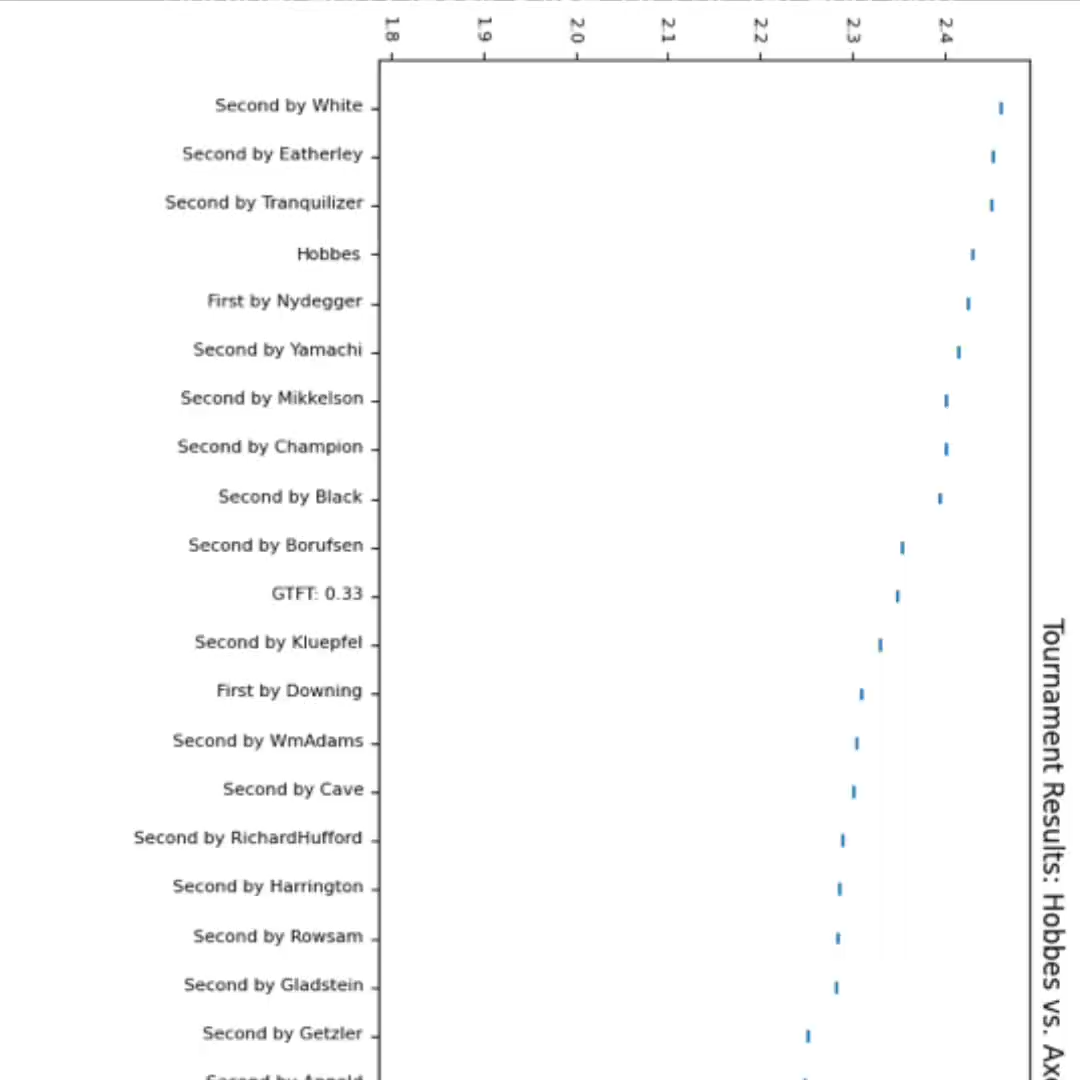 1.8
1.9
2.0
2.1
2.2
2.3
2.4
Second by White
Second by Eatherley
Second by Tranquilizer
Hobbes
First by Nydegger
Second by Yamachi
Second by Mikkelson
Second by Champion
Second by Black
Second by Borufsen
GTFT: 0.33
Second by Kluepfel
First by Downing
Second by WmAdams
Second by Cave
Second by RichardHufford
Second by Harrington
Second by Rowsam
Second by Gladstein
Second by Getzler
Second by
Tournament Results: Hobbes vs.